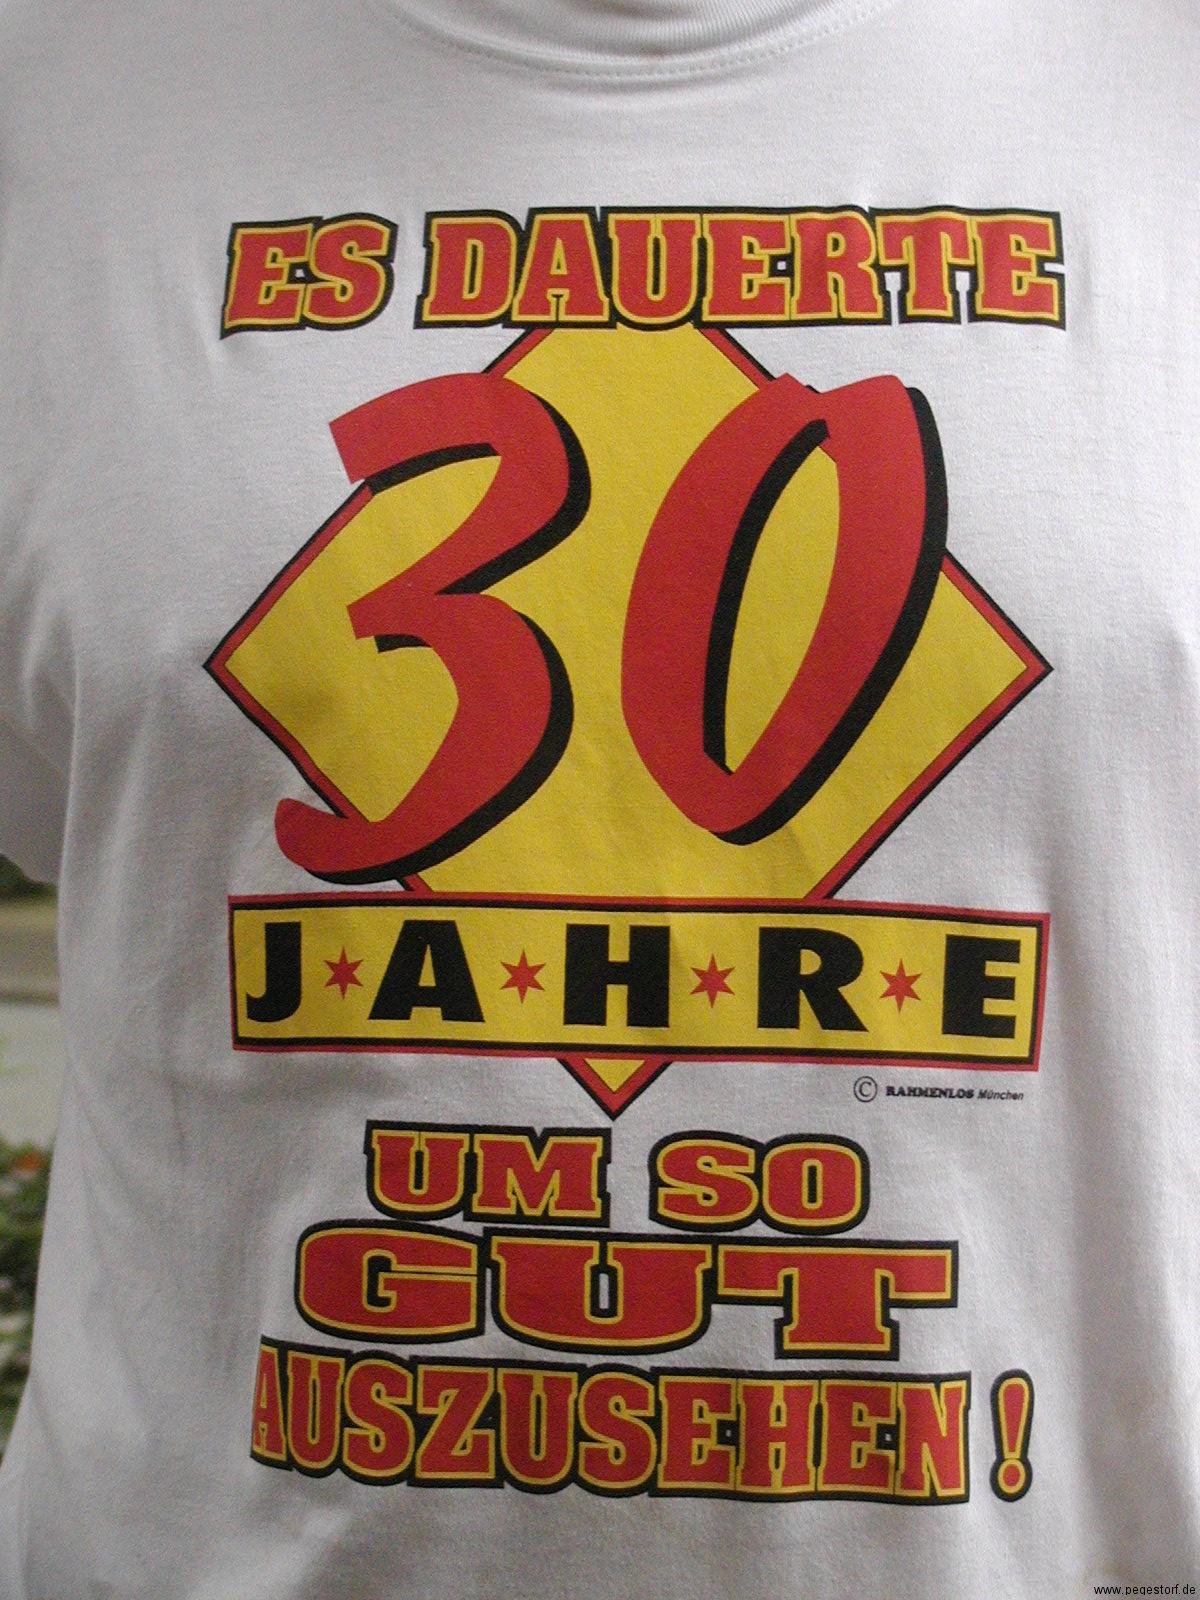 ES DAUERTE
30
J★A★H★R★E
© RAHMENLOS München
UM SO
GUT
AUSZUSEHEN !
www.pegestorf.de